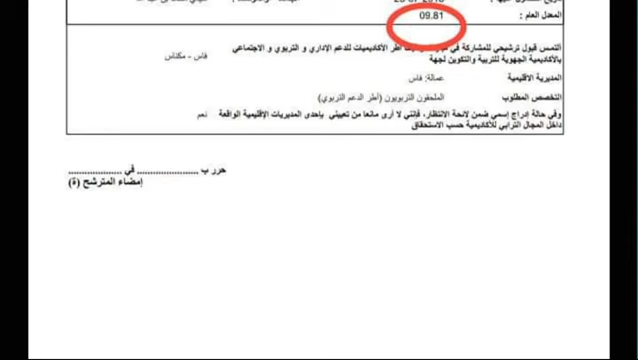 المعدل العام : 09.81
ألتمس قبول ترشيحي للمشاركة في أطر الأكاديميات للدعم الإداري و التربوي و الاجتماعي
بالأكاديمية الجهوية للتربية والتكوين لجهة فاس - مكناس
المديرية الاقليمية عمالة: فاس
التخصص المطلوب الملحقون التربويون (أطر الدعم التربوي)
وفي حالة إدراج إسمي ضمن لائحة الانتظار، فإنني لا أرى مانعا من تعييني بإحدى المديريات الإقليمية الواقعة نعم
داخل المجال الترابي للأكاديمية حسب الاستحقاق
حرر ب ...................... في ...................
إمضاء المترشح (ة)